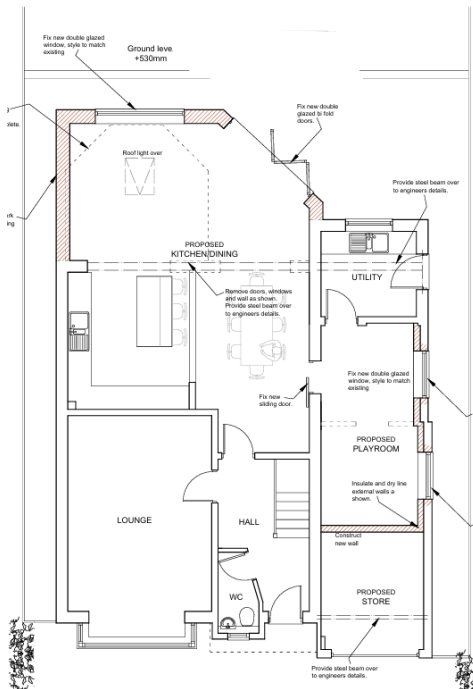 Fix new double glazed
window, style to match
existing
Ground leve
+530mm
Fix new double
glazed bi fold
doors.
Roof light over
Provide steel beam over
to engineers details.
PROPOSED
KITCHEN/DINING
UTILITY
Remove doors, windows
and wall as shown.
Provide steel beam over
to engineers details.
Fix new double glazed
window, style to match
existing
Fix new
sliding door.
PROPOSED
PLAYROOM
Insulate and dry line
external walls a
shown.
LOUNGE
HALL
Construct
new wall
WC
PROPOSED
STORE
Provide steel beam over
to engineers details.